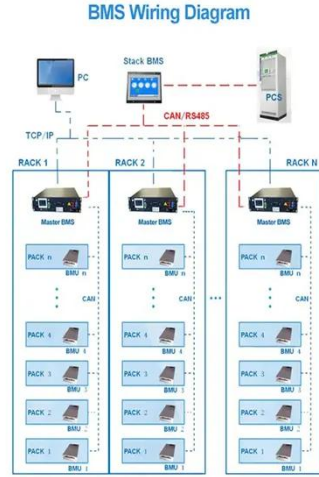 BMS Wiring Diagram
Stack BMS
PC
PCS
CAN/RS485
TCP/IP
RACK 1
RACK 2
RACK N
Master BMS
Master BMS
Master BMS
PACK n
BMU n
PACK n
BMU n
PACK n
BMU n
CAN
CAN
CAN
PACK 4
BMU 4
PACK 4
BMU 4
PACK 4
BMU 4
PACK 3
BMU 3
PACK 3
BMU 3
PACK 3
BMU 3
PACK 2
BMU 2
PACK 2
BMU 2
PACK 2
BMU 2
PACK 1
BMU 1
PACK 1
BMU 1
PACK 1
BMU 1